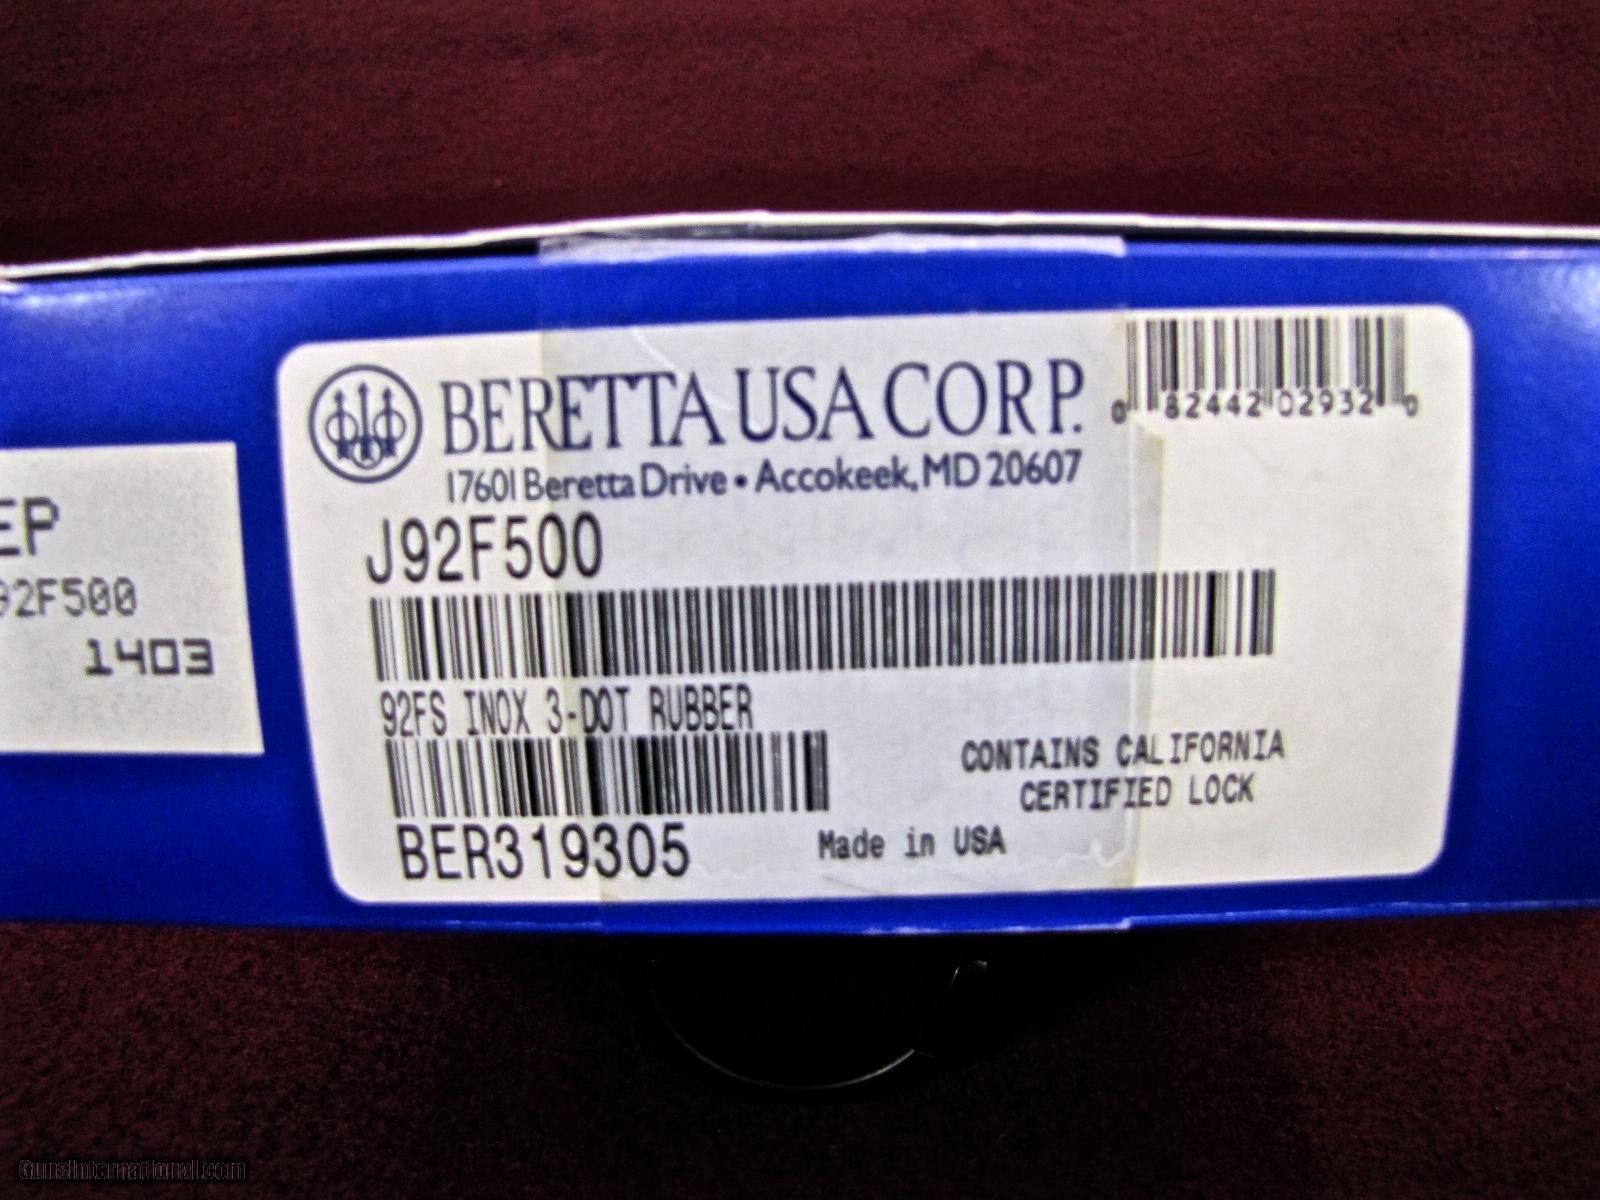 BERETTA USA CORP.
17601 Beretta Drive • Accokeek, MD 20607
0 82442 02932 0
J92F500
92FS INOX 3-DOT RUBBER
CONTAINS CALIFORNIA
CERTIFIED LOCK
BER319305
Made in USA
EP
92F500
1403
GunsInternational.com